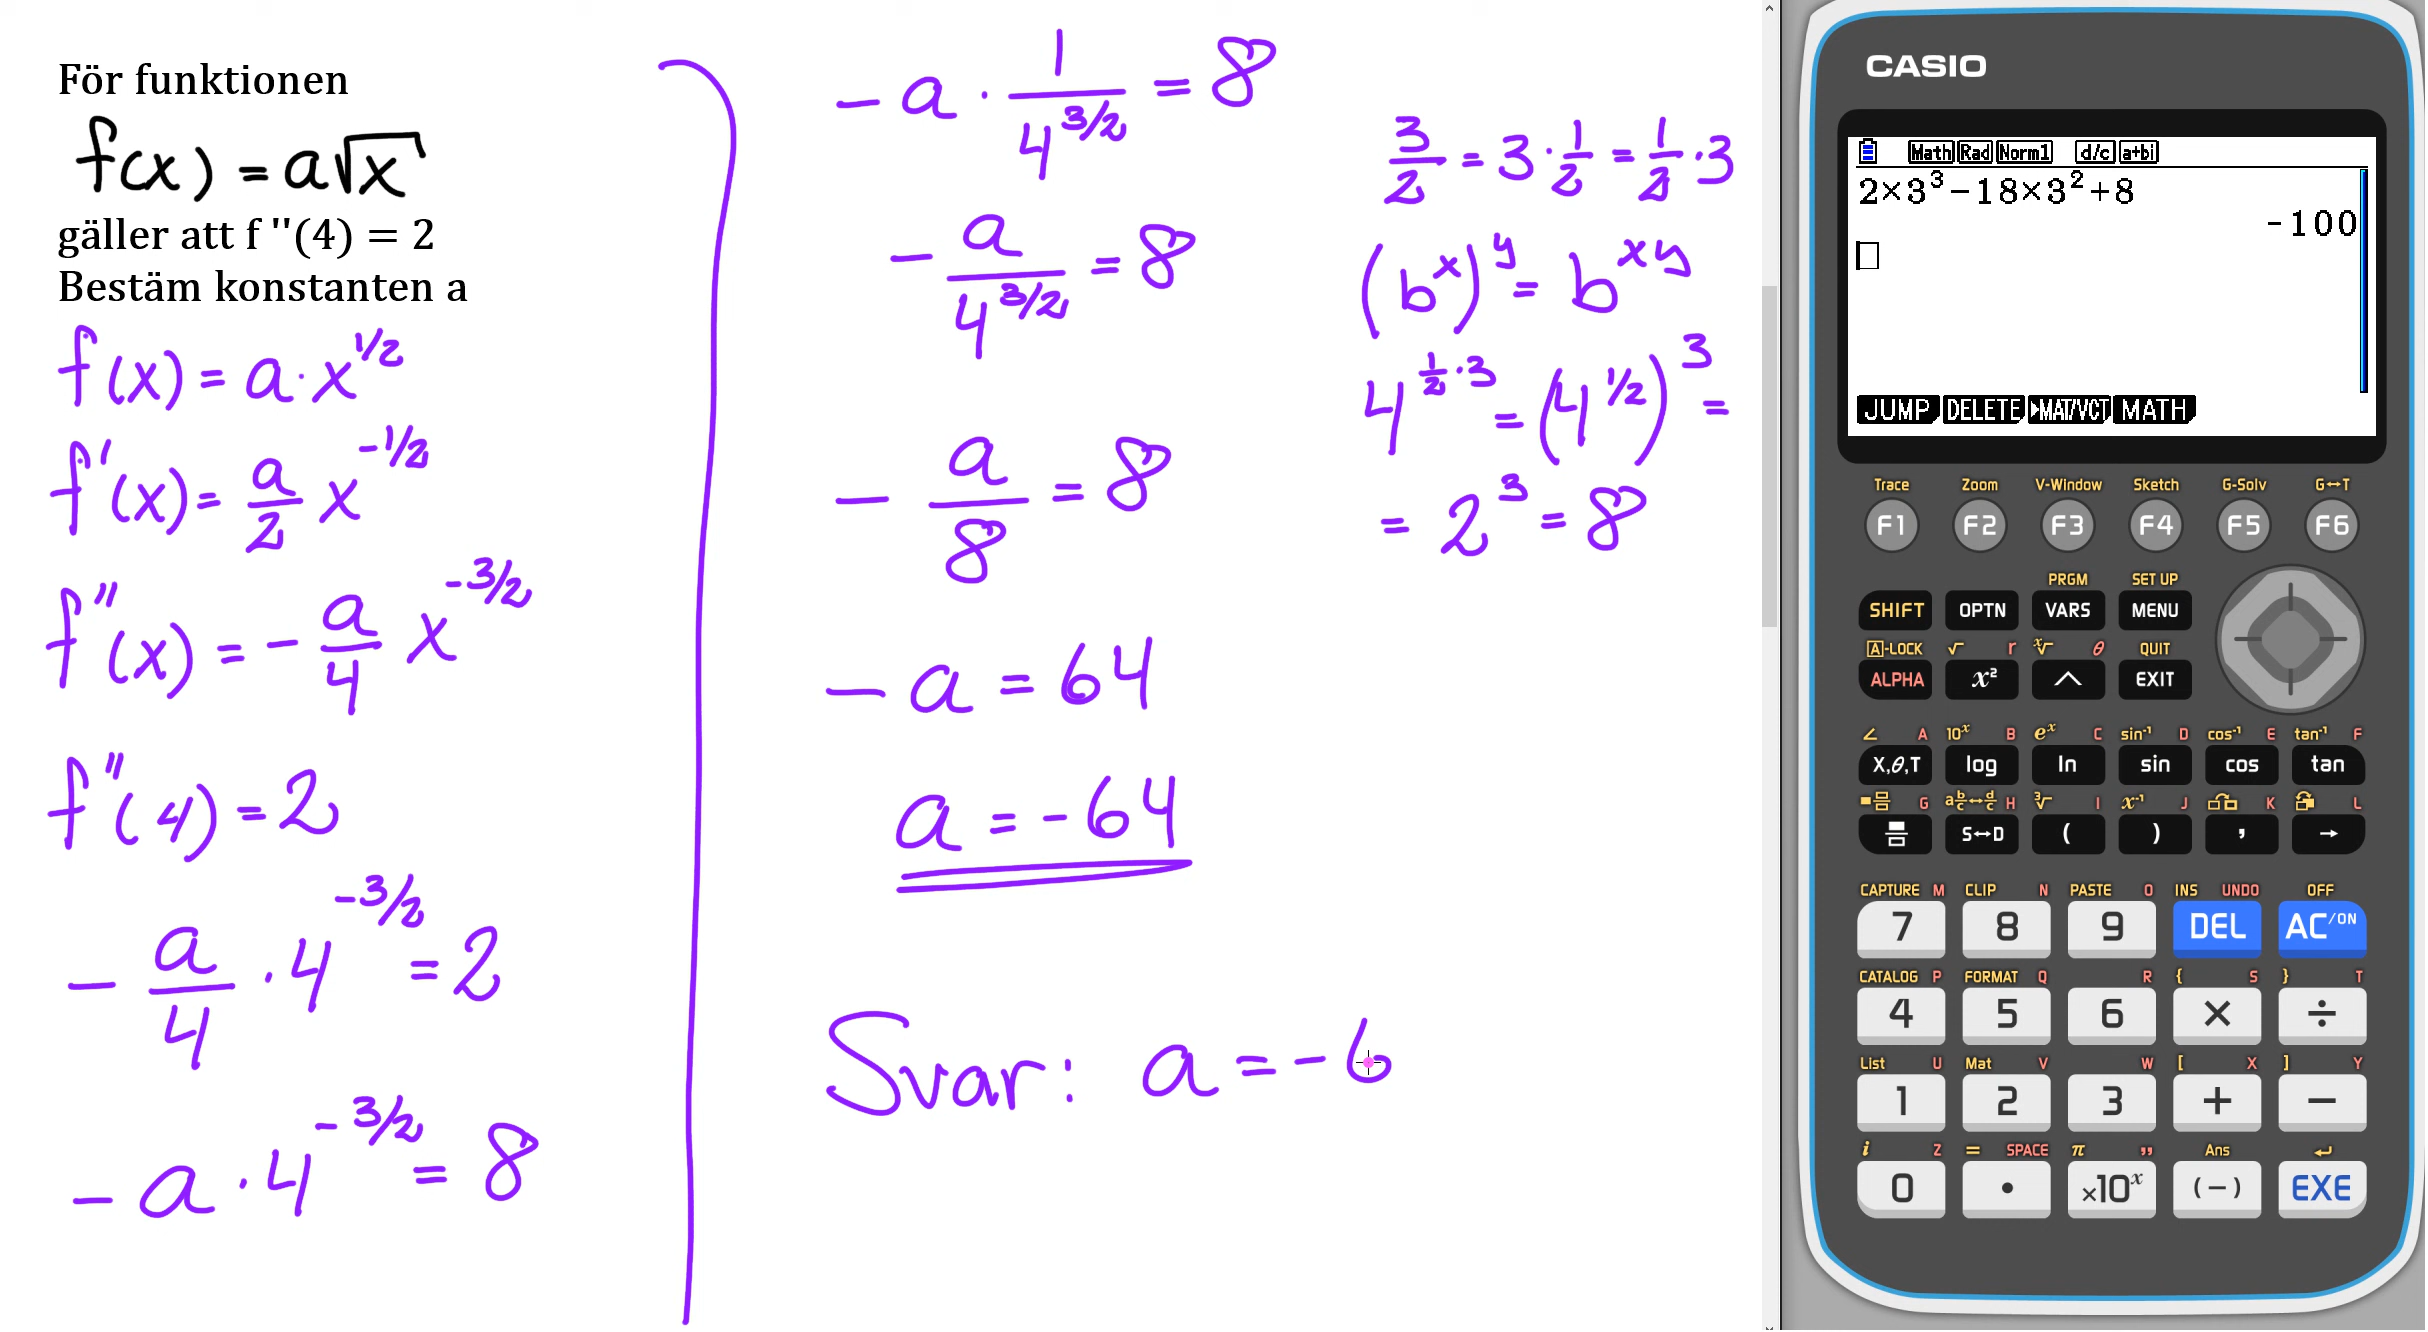 För funktionen
f(x) = a√x
gäller att f "(4) = 2
Bestäm konstanten a
f(x) = a · x^1/2
f'(x) = a/2 x^-1/2
f"(x) = - a/4 x^-3/2
f"(4) = 2
- a/4 · 4^-3/2 = 2
- a · 4^-3/2 = 8
- a · 1/4^3/2 = 8
- a/4^3/2 = 8
- a/8 = 8
- a = 64
a = -64
Svar: a = -6
3/2 = 3 · 1/2 = 1/2 · 3
(b^x)^y = b^xy
4^1/2 · 3 = (4^1/2)^3 =
= 2^3 = 8
CASIO
Math Rad Norm1 d/c a+bi
2×3^3-18×3^2+8
-100
JUMP DELETE ▶MAT/VCT MATH
Trace Zoom V-Window Sketch G-Solv G↔T
F1 F2 F3 F4 F5 F6
PRGM SET UP
SHIFT OPTN VARS MENU
A-LOCK √ r ˣ√ θ QUIT
ALPHA x² ^ EXIT
∠ A 10^x B e^x C sin⁻¹ D cos⁻¹ E tan⁻¹ F
X,θ,T log ln sin cos tan
G a b/c↔d/c H ³√ I x⁻¹ J K L
S↔D ( ) , →
CAPTURE M CLIP N PASTE O INS UNDO OFF
7 8 9 DEL AC/ON
CATALOG P FORMAT Q R { S } T
4 5 6 × ÷
List U Mat V W [ X ] Y
1 2 3 + −
i Z = SPACE π " Ans ↵
0 • ×10^x (−) EXE